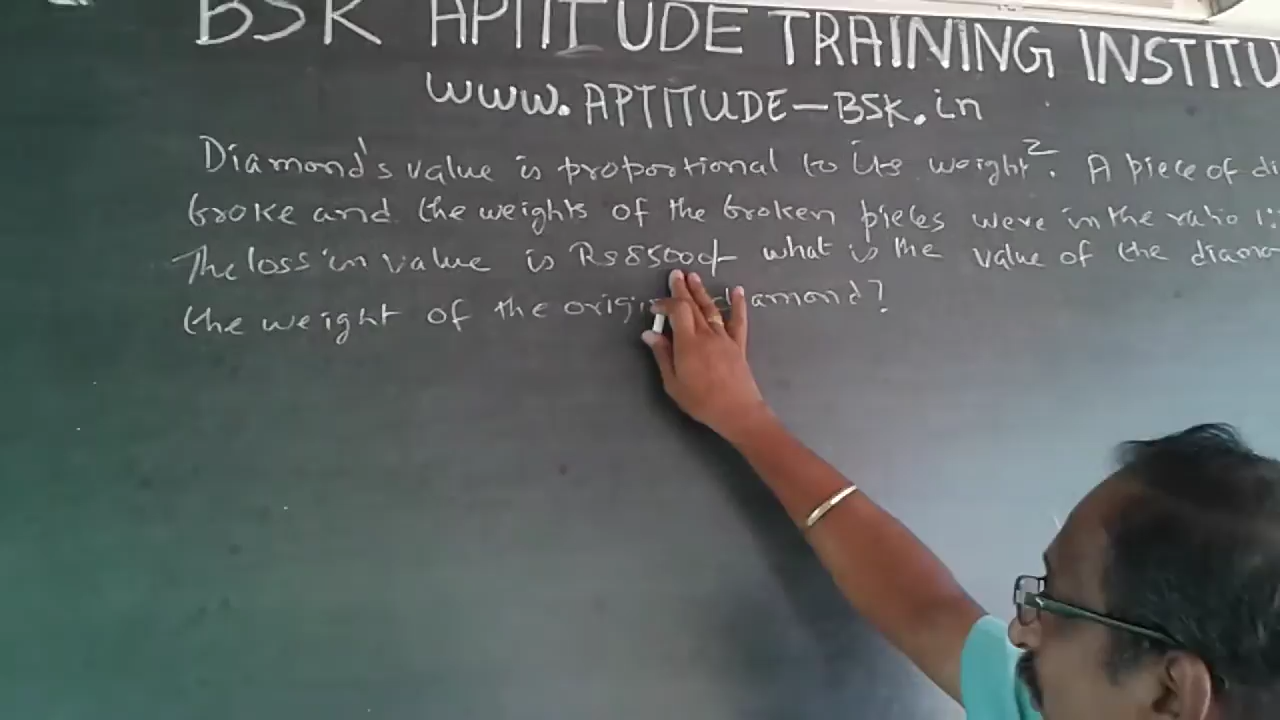 BSK APTITUDE TRAINING INSTITU
WWW.APTITUDE-BSK.in
Diamond's value is proportional to its weight². A piece of di
broke and the weights of the broken pieces were in the ratio 1:
The loss in value is Rs85000/- what is the value of the diamo
the weight of the origi diamond?